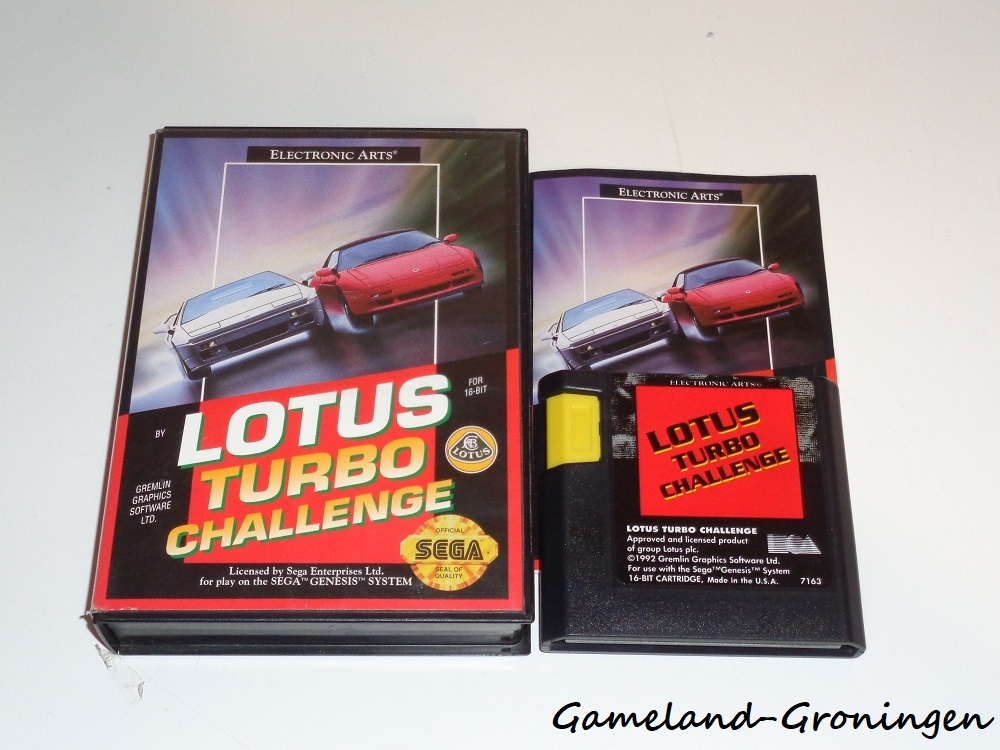 ELECTRONIC ARTS®
FOR
16-BIT
BY
LOTUS
TURBO
CHALLENGE
LOTUS
GREMLIN
GRAPHICS
SOFTWARE
LTD.
OFFICIAL
SEGA
SEAL OF
QUALITY
Licensed by Sega Enterprises Ltd.
for play on the SEGA™ GENESIS™ SYSTEM
ELECTRONIC ARTS®
ELECTRONIC ARTS®
LOTUS
TURBO
CHALLENGE
LOTUS TURBO CHALLENGE
Approved and licensed product
of group Lotus plc.
©1992 Gremlin Graphics Software Ltd.
For use with the Sega™Genesis™ System
16-BIT CARTRIDGE, Made in the U.S.A. 7163
EA
Gameland-Groningen